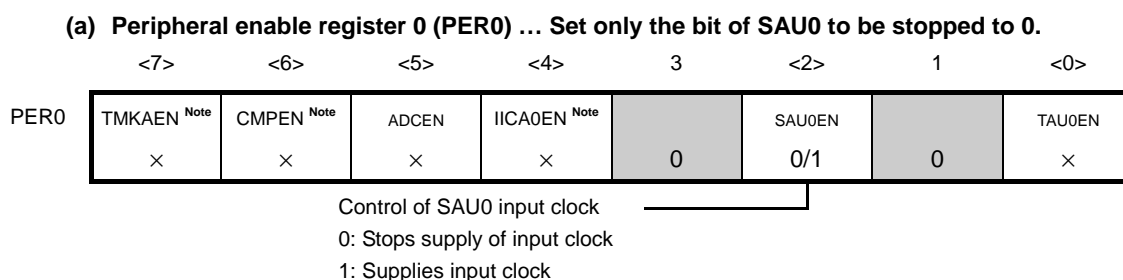 (a) Peripheral enable register 0 (PER0) … Set only the bit of SAU0 to be stopped to 0.
<7> <6> <5> <4> 3 <2> 1 <0>
PER0 TMKAEN Note CMPEN Note ADCEN IICA0EN Note SAU0EN TAU0EN
× × × × 0 0/1 0 ×
Control of SAU0 input clock
0: Stops supply of input clock
1: Supplies input clock